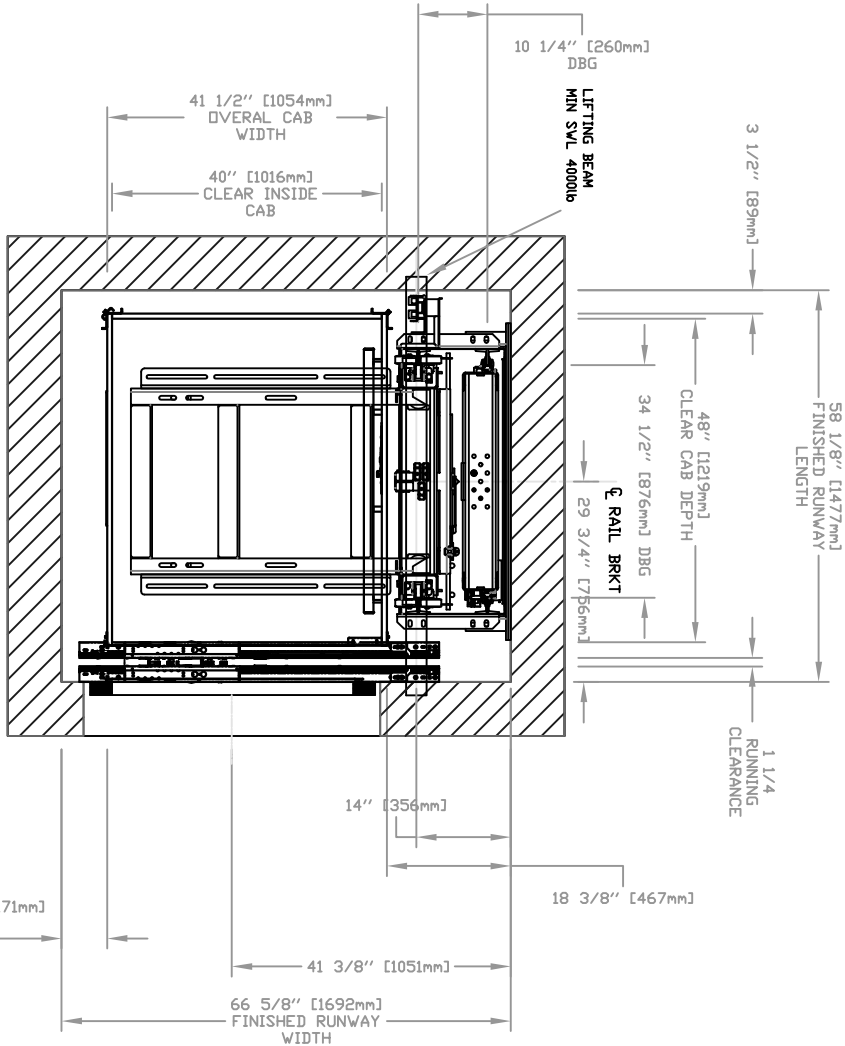 10 1/4'' [260mm]
DBG
41 1/2'' [1054mm]
OVERAL CAB
WIDTH
40'' [1016mm]
CLEAR INSIDE
CAB
LIFTING BEAM
MIN SWL 4000lb
3 1/2'' [89mm]
58 1/8'' [1477mm]
FINISHED RUNWAY
LENGTH
48'' [1219mm]
CLEAR CAB DEPTH
34 1/2'' [876mm] DBG
℄ RAIL BRKT
29 3/4'' [756mm]
1 1/4
RUNNING
CLEARANCE
14'' [356mm]
18 3/8'' [467mm]
71mm]
41 3/8'' [1051mm]
66 5/8'' [1692mm]
FINISHED RUNWAY
WIDTH